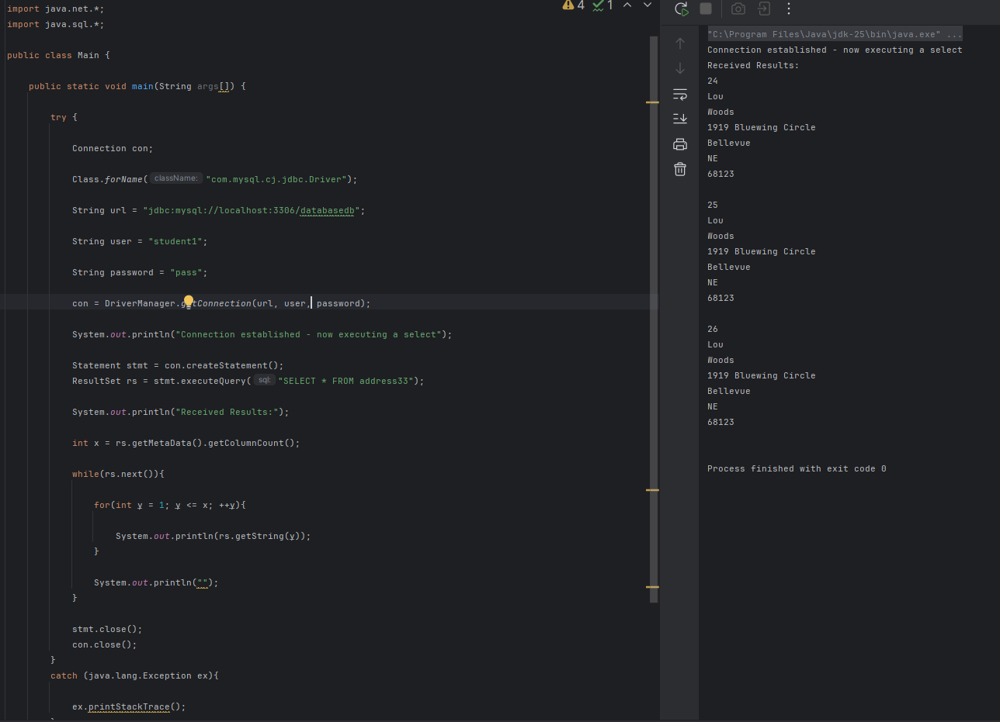 import java.net.*;
import java.sql.*;
public class Main {
public static void main(String args[]) {
try {
Connection con;
Class.forName( className: "com.mysql.cj.jdbc.Driver");
String url = "jdbc:mysql://localhost:3306/databasedb";
String user = "student1";
String password = "pass";
con = DriverManager.getConnection(url, user, password);
System.out.println("Connection established - now executing a select");
Statement stmt = con.createStatement();
ResultSet rs = stmt.executeQuery( sql: "SELECT * FROM address33");
System.out.println("Received Results:");
int x = rs.getMetaData().getColumnCount();
while(rs.next()){
for(int y = 1; y <= x; ++y){
System.out.println(rs.getString(y));
}
System.out.println("");
}
stmt.close();
con.close();
}
catch (java.lang.Exception ex){
ex.printStackTrace();
4 1
"C:\Program Files\Java\jdk-25\bin\java.exe" ...
Connection established - now executing a select
Received Results:
24
Lou
Woods
1919 Bluewing Circle
Bellevue
NE
68123
25
Lou
Woods
1919 Bluewing Circle
Bellevue
NE
68123
26
Lou
Woods
1919 Bluewing Circle
Bellevue
NE
68123
Process finished with exit code 0